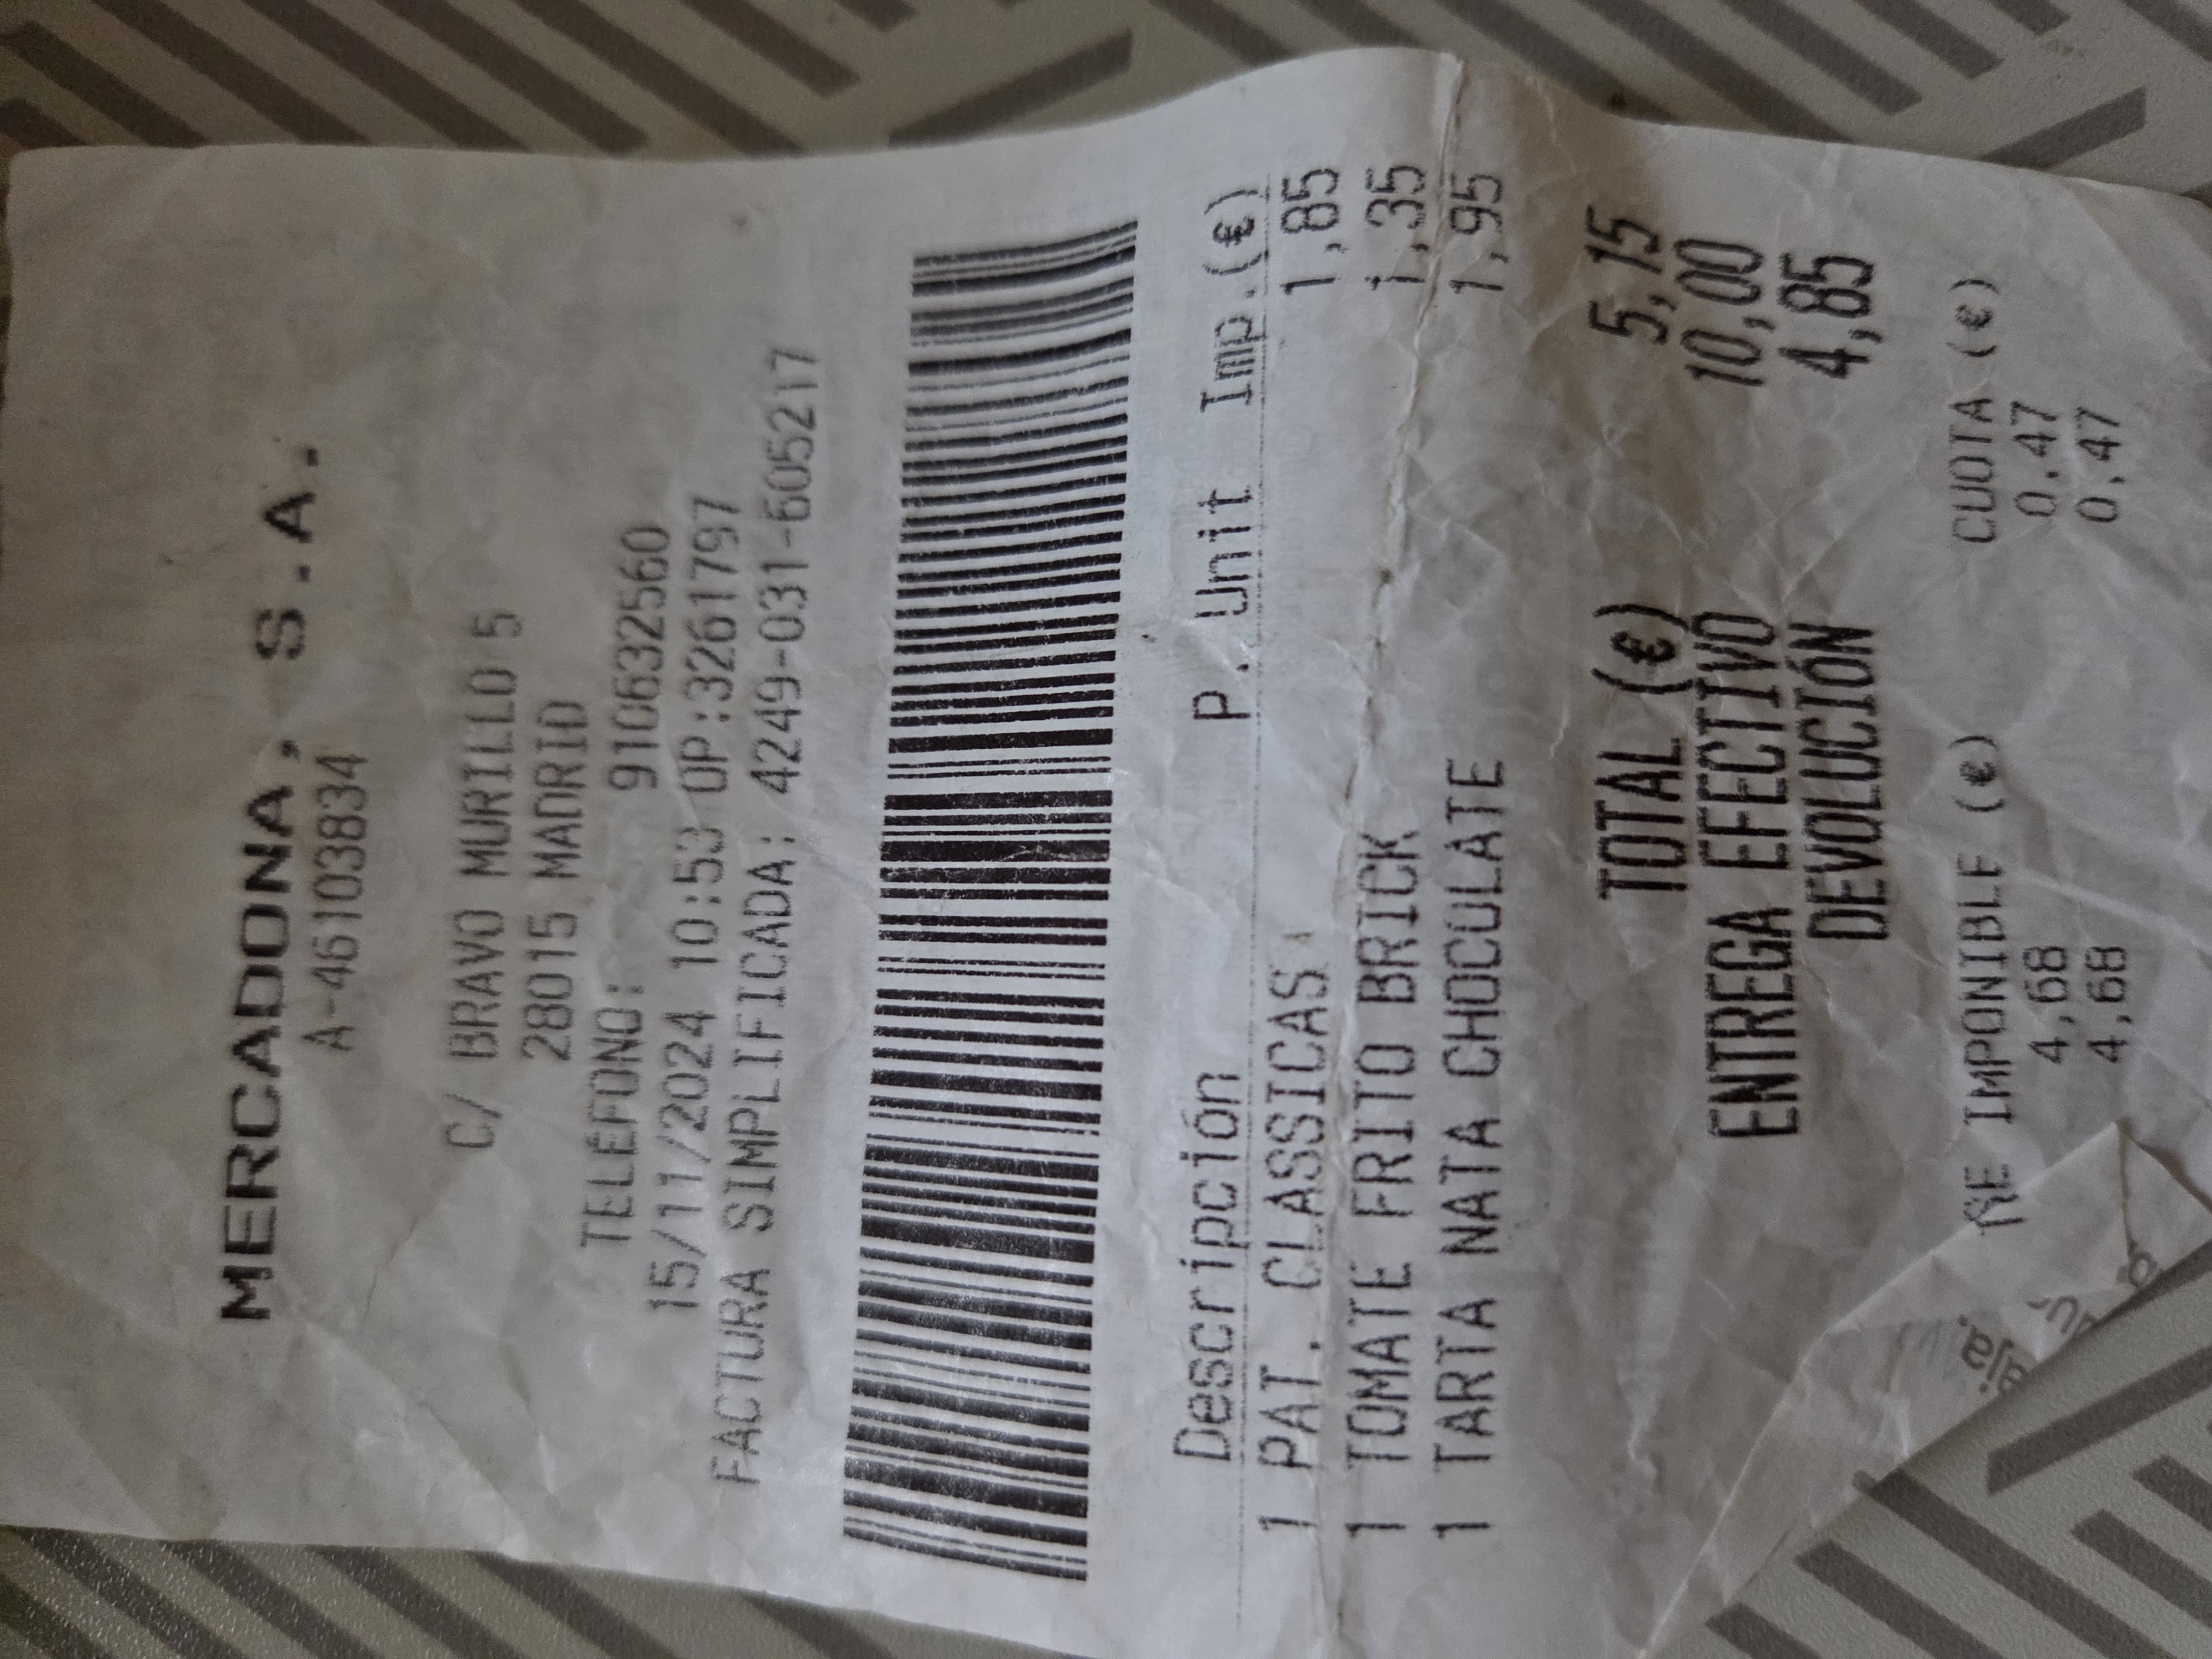 MERCADONA, S.A.
A-46103834
C/ BRAVO MURILLO 5
28015 MADRID
TELÉFONO: 910632560
15/11/2024 10:53 OP:3261797
FACTURA SIMPLIFICADA: 4249-031-605217
Descripción P. Unit Imp.(€)
1 PAT. CLASSICAS 1,85
1 TOMATE FRITO BRICK 1,35
1 TARTA NATA CHOCOLATE 1,95
TOTAL (€) 5,15
ENTREGA EFECTIVO 10,00
DEVOLUCIÓN 4,85
IMPONIBLE (€) CUOTA (€)
4,68 0,47
4,68 0,47